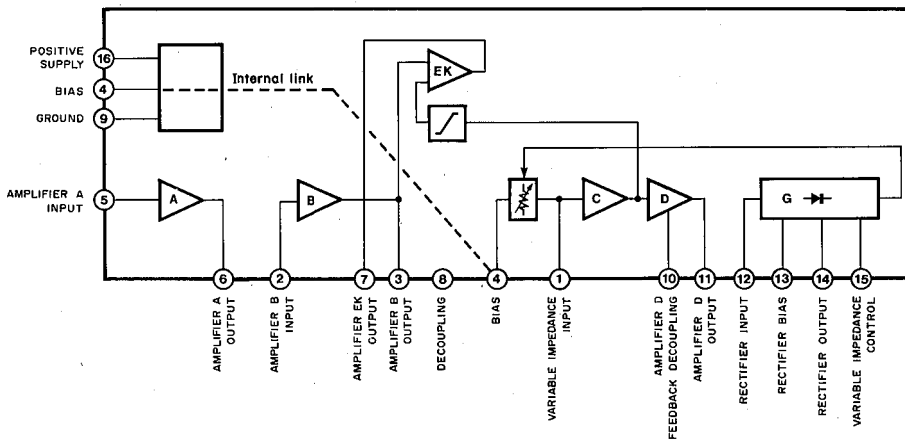 POSITIVE
SUPPLY
16
BIAS
4
GROUND
9
Internal link
EK
AMPLIFIER A
INPUT
5
A
B
C
D
G
6
2
7
3
8
4
1
10
11
12
13
14
15
AMPLIFIER A
OUTPUT
AMPLIFIER B
INPUT
AMPLIFIER EK
OUTPUT
AMPLIFIER B
OUTPUT
DECOUPLING
BIAS
VARIABLE IMPEDANCE
INPUT
AMPLIFIER D
FEEDBACK DECOUPLING
AMPLIFIER D
OUTPUT
RECTIFIER INPUT
RECTIFIER BIAS
RECTIFIER OUTPUT
VARIABLE IMPEDANCE
CONTROL